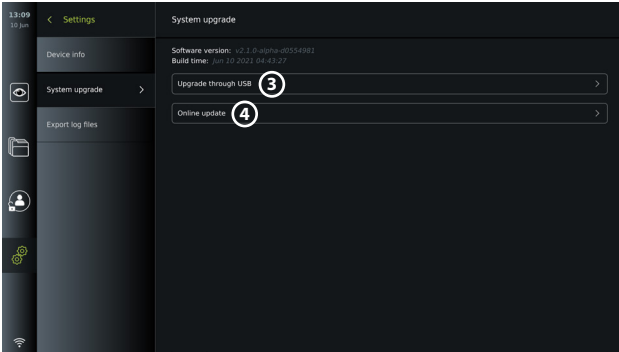 13:09
10 Jun
Settings
System upgrade
Device info
System upgrade
Export log files
Software version: v2.1.0-alpha-d0554981
Build time: Jun 10 2021 04:43:27
Upgrade through USB 3
Online update 4